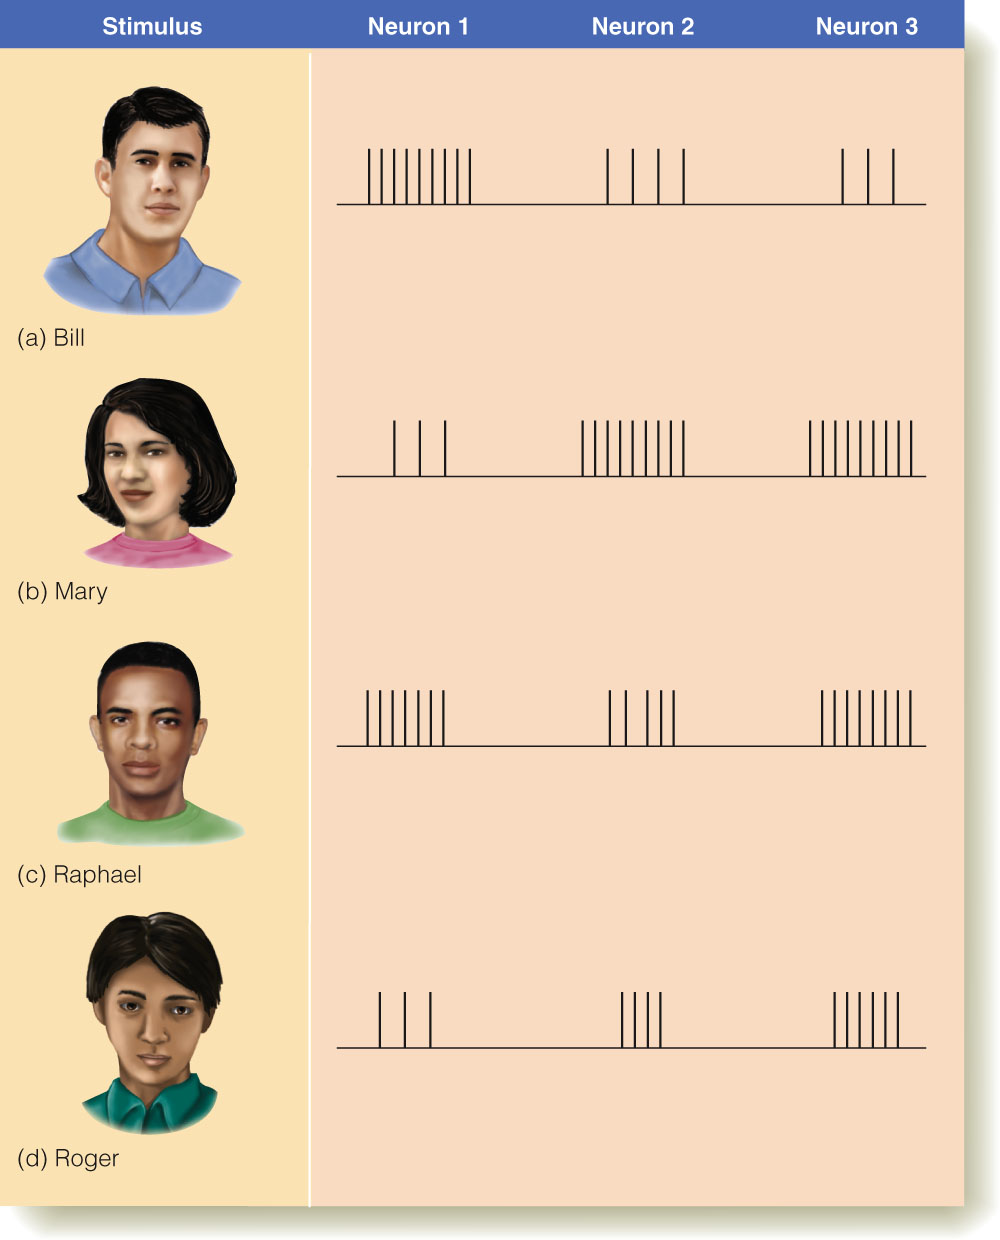 Stimulus Neuron 1 Neuron 2 Neuron 3
(a) Bill
(b) Mary
(c) Raphael
(d) Roger